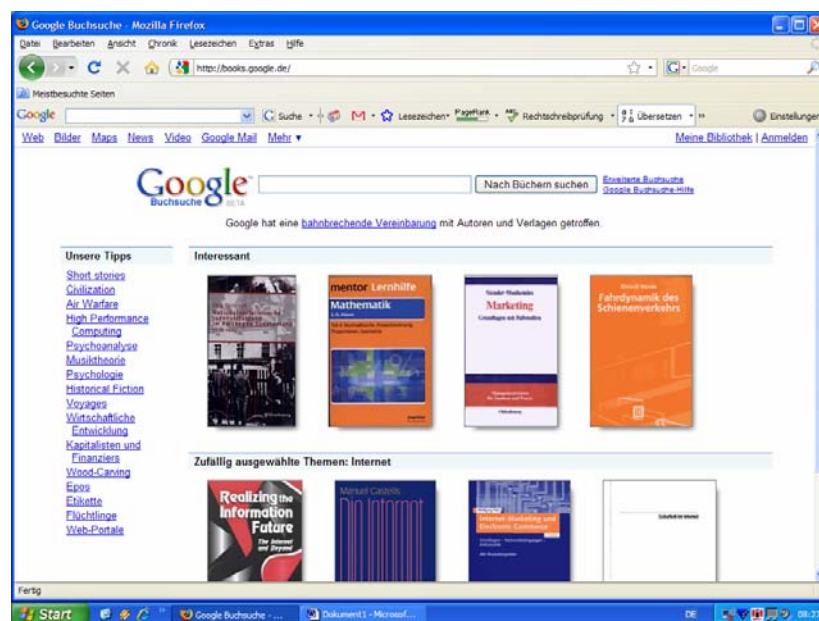 Google Buchsuche - Mozilla Firefox
Datei Bearbeiten Ansicht Chronik Lesezeichen Extras Hilfe
http://books.google.de/
Google
Meistbesuchte Seiten
Google Suche Lesezeichen PageRank Rechtschreibprüfung Übersetzen Einstellungen
Web Bilder Maps News Video Google Mail Mehr ▼ Meine Bibliothek | Anmelden
Google
Buchsuche BETA
Nach Büchern suchen
Erweiterte Buchsuche
Google Buchsuche-Hilfe
Google hat eine bahnbrechende Vereinbarung mit Autoren und Verlagen getroffen.
Unsere Tipps
Short stories
Civilization
Air Warfare
High Performance
Computing
Psychoanalyse
Musiktheorie
Psychologie
Historical Fiction
Voyages
Wirtschaftliche
Entwicklung
Kapitalisten und
Finanziers
Wood-Carving
Epos
Etikette
Flüchtlinge
Web-Portale
Interessant
mentor Lernhilfe
Mathematik
Marketing
Oldenbourg
Fahrdynamik des
Schienenverkehrs
Zufällig ausgewählte Themen: Internet
Realizing the
Information
Future
The Internet
and Beyond
Manuel Castells
Die Internet
Internet-Marketing und
Electronic Commerce
Fertig
Start
Google Buchsuche - ...
Dokument1 - Microsof...
DE
08:27